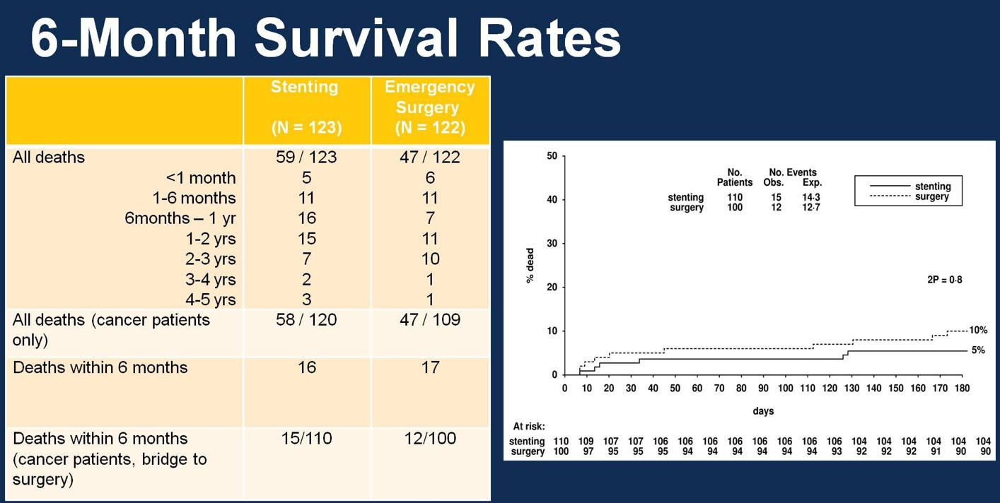 6-Month Survival Rates
Stenting
(N = 123)
Emergency
Surgery
(N = 122)
All deaths 59 / 123 47 / 122
<1 month 5 6
1-6 months 11 11
6months – 1 yr 16 7
1-2 yrs 15 11
2-3 yrs 7 10
3-4 yrs 2 1
4-5 yrs 3 1
All deaths (cancer patients 58 / 120 47 / 109
only)
Deaths within 6 months 16 17
Deaths within 6 months 15/110 12/100
(cancer patients, bridge to
surgery)
50
40
30
20
10
0
% dead
No. No. Events
Patients Obs. Exp.
stenting 110 15 14·3
surgery 100 12 12·7
stenting
surgery
2P = 0·8
10%
5%
0 10 20 30 40 50 60 70 80 90 100 110 120 130 140 150 160 170 180
days
At risk:
stenting 110 109 107 107 106 106 106 106 106 106 106 106 106 104 104 104 104 104 104
surgery 100 97 95 95 95 94 94 94 94 94 94 94 93 92 92 92 91 90 90